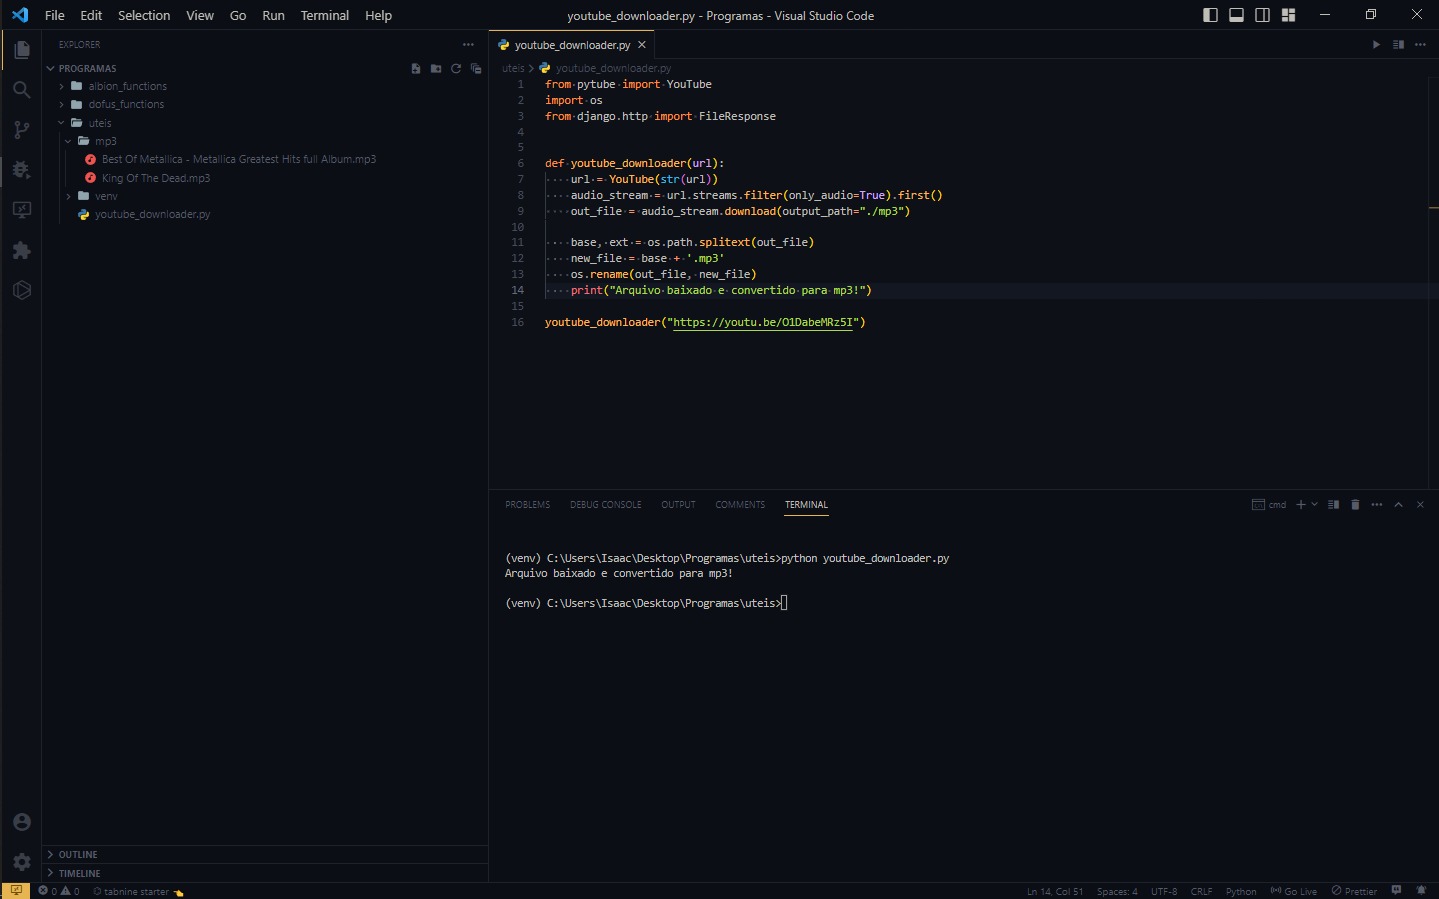 File Edit Selection View Go Run Terminal Help
youtube_downloader.py - Programas - Visual Studio Code
EXPLORER
PROGRAMAS
albion_functions
dofus_functions
uteis
mp3
Best Of Metallica - Metallica Greatest Hits full Album.mp3
King Of The Dead.mp3
venv
youtube_downloader.py
OUTLINE
TIMELINE
youtube_downloader.py
uteis > youtube_downloader.py
1 from pytube import YouTube
2 import os
3 from django.http import FileResponse
4
5
6 def youtube_downloader(url):
7 url = YouTube(str(url))
8 audio_stream = url.streams.filter(only_audio=True).first()
9 out_file = audio_stream.download(output_path="./mp3")
10
11 base, ext = os.path.splitext(out_file)
12 new_file = base + '.mp3'
13 os.rename(out_file, new_file)
14 print("Arquivo baixado e convertido para mp3!")
15
16 youtube_downloader("https://youtu.be/O1DabeMRz5I")
PROBLEMS DEBUG CONSOLE OUTPUT COMMENTS TERMINAL
cmd
(venv) C:\Users\Isaac\Desktop\Programas\uteis>python youtube_downloader.py
Arquivo baixado e convertido para mp3!
(venv) C:\Users\Isaac\Desktop\Programas\uteis>
0 0 tabnine starter
Ln 14, Col 51 Spaces: 4 UTF-8 CRLF Python Go Live Prettier